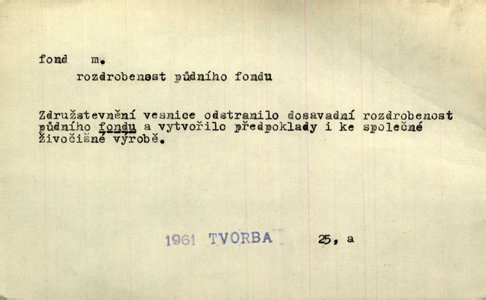 fond m.
rozdrobenost půdního fondu
Združstevnění vesnice odstranilo dosavadní rozdrobenost
půdního fondu a vytvořilo předpoklady i ke společné
živočišné výrobě.
1961 TVORBA 25, a